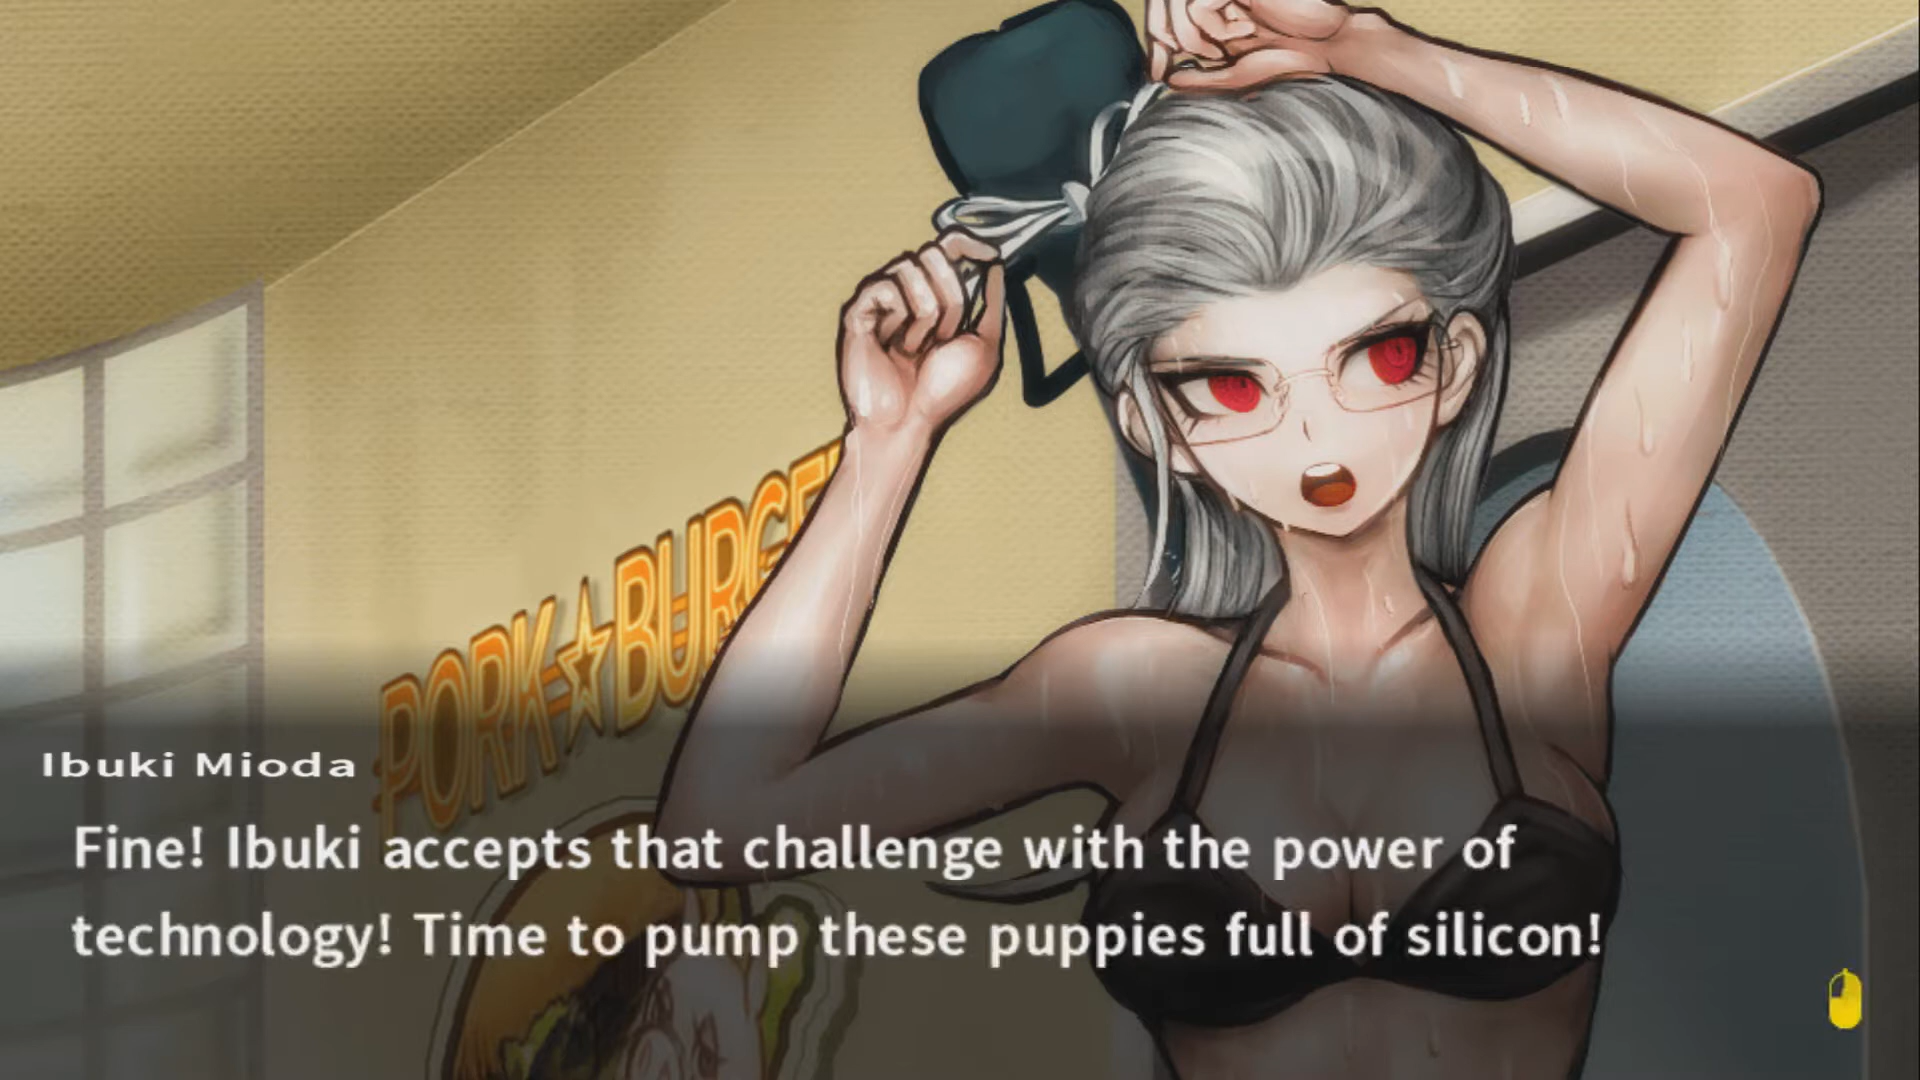 PORK☆BURGE
Ibuki Mioda
Fine! Ibuki accepts that challenge with the power of
technology! Time to pump these puppies full of silicon!